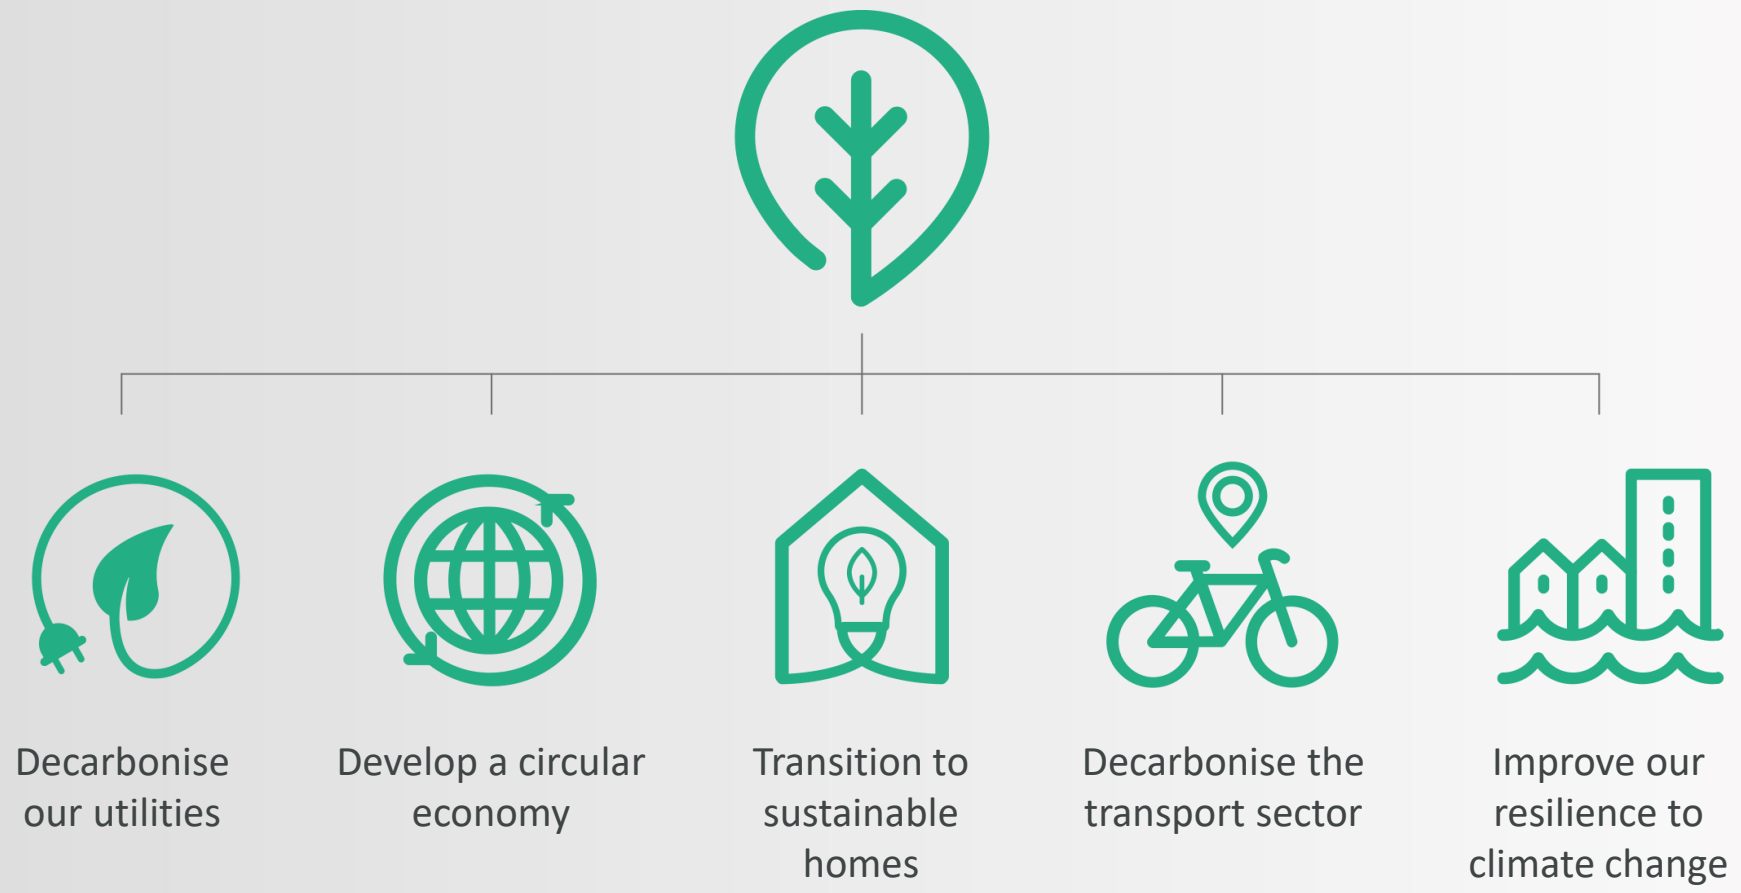 Decarbonise
our utilities
Develop a circular
economy
Transition to
sustainable
homes
Decarbonise the
transport sector
Improve our
resilience to
climate change